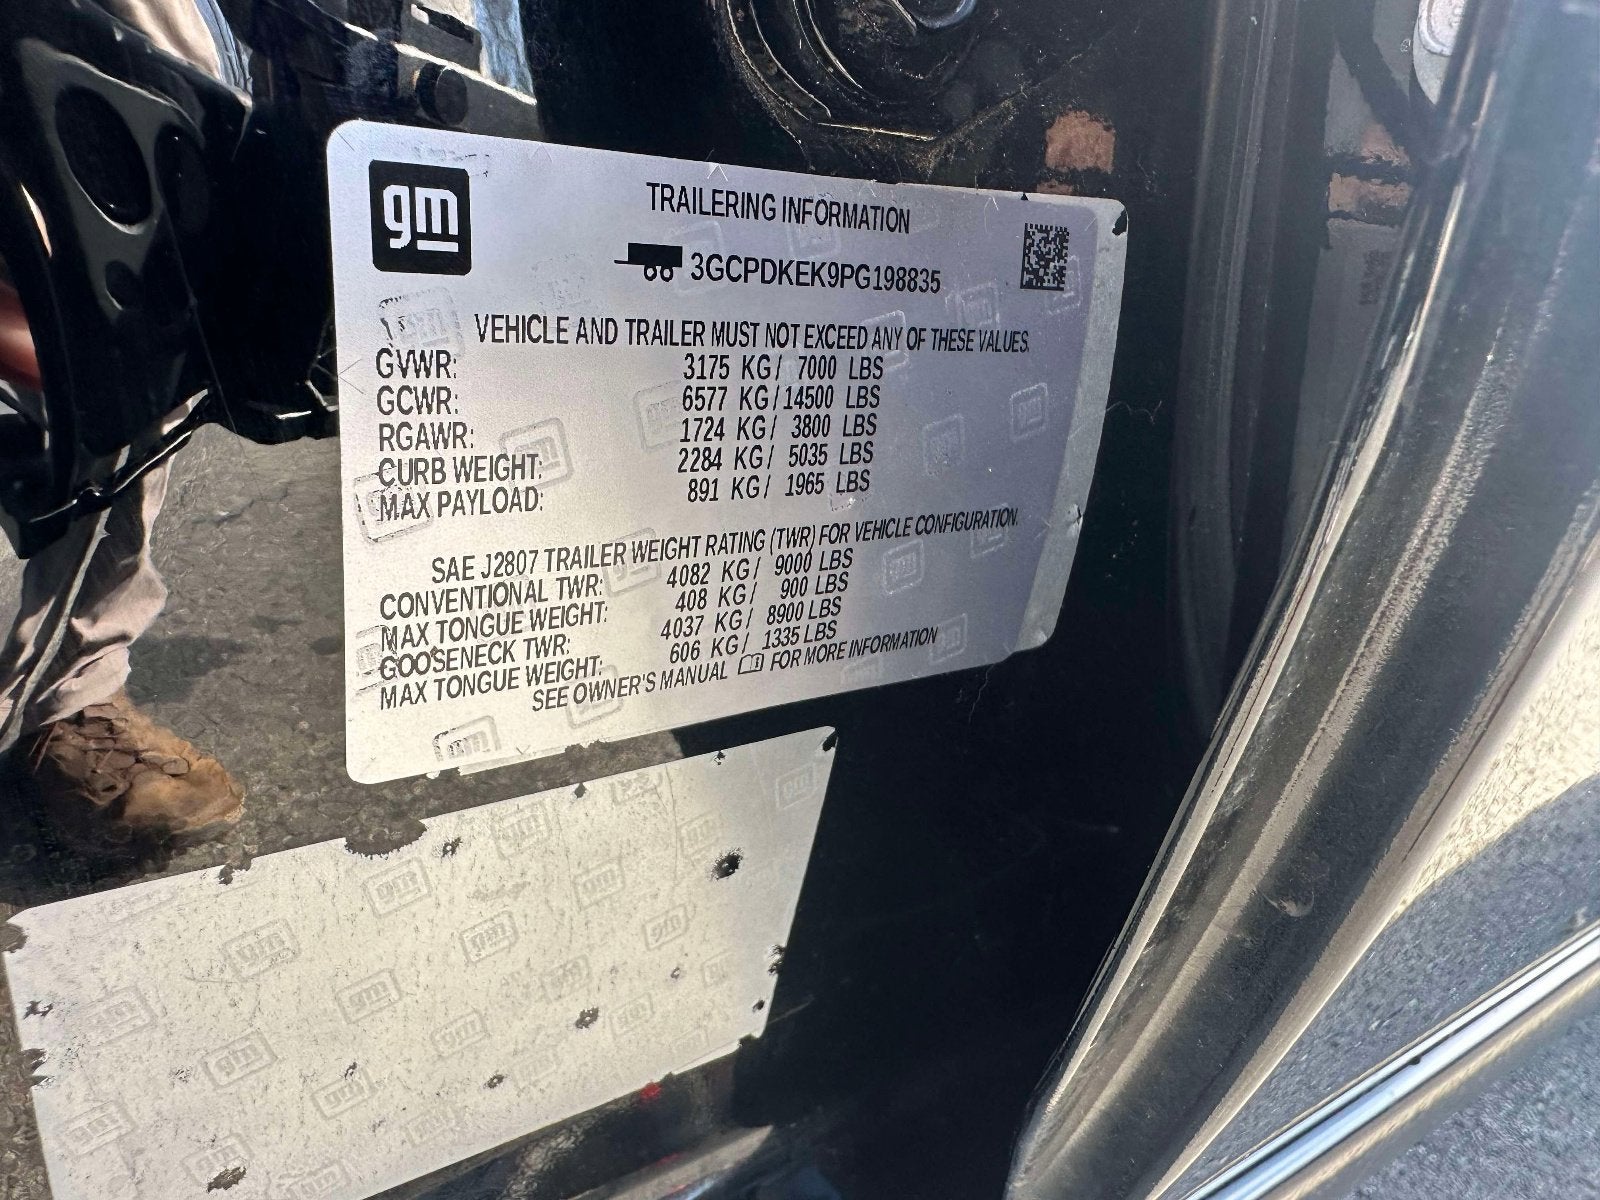 gm
TRAILERING INFORMATION
3GCPDKEK9PG198835
VEHICLE AND TRAILER MUST NOT EXCEED ANY OF THESE VALUES.
GVWR: 3175 KG/ 7000 LBS
GCWR: 6577 KG/14500 LBS
RGAWR: 1724 KG/ 3800 LBS
CURB WEIGHT: 2284 KG/ 5035 LBS
MAX PAYLOAD: 891 KG/ 1965 LBS
SAE J2807 TRAILER WEIGHT RATING (TWR) FOR VEHICLE CONFIGURATION.
CONVENTIONAL TWR: 4082 KG/ 9000 LBS
MAX TONGUE WEIGHT: 408 KG/ 900 LBS
GOOSENECK TWR: 4037 KG/ 8900 LBS
MAX TONGUE WEIGHT: 606 KG/ 1335 LBS
SEE OWNER'S MANUAL FOR MORE INFORMATION